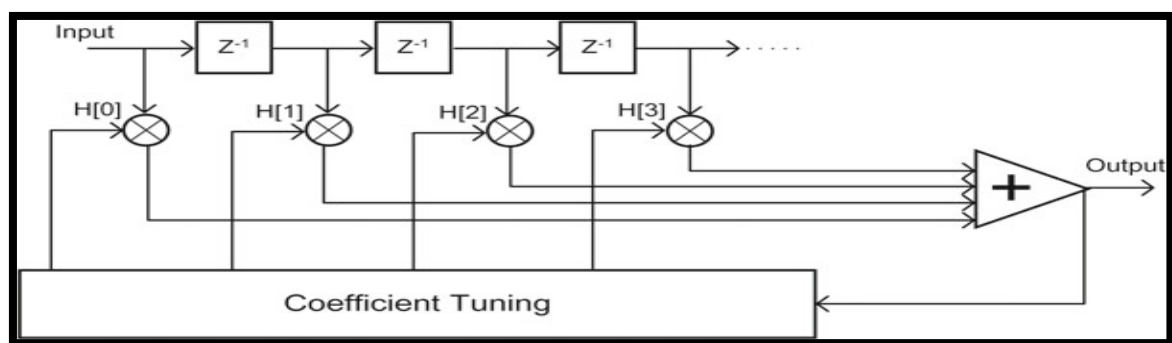 Input
Z⁻¹ Z⁻¹ Z⁻¹ .....
H[0] H[1] H[2] H[3]
+ Output
Coefficient Tuning